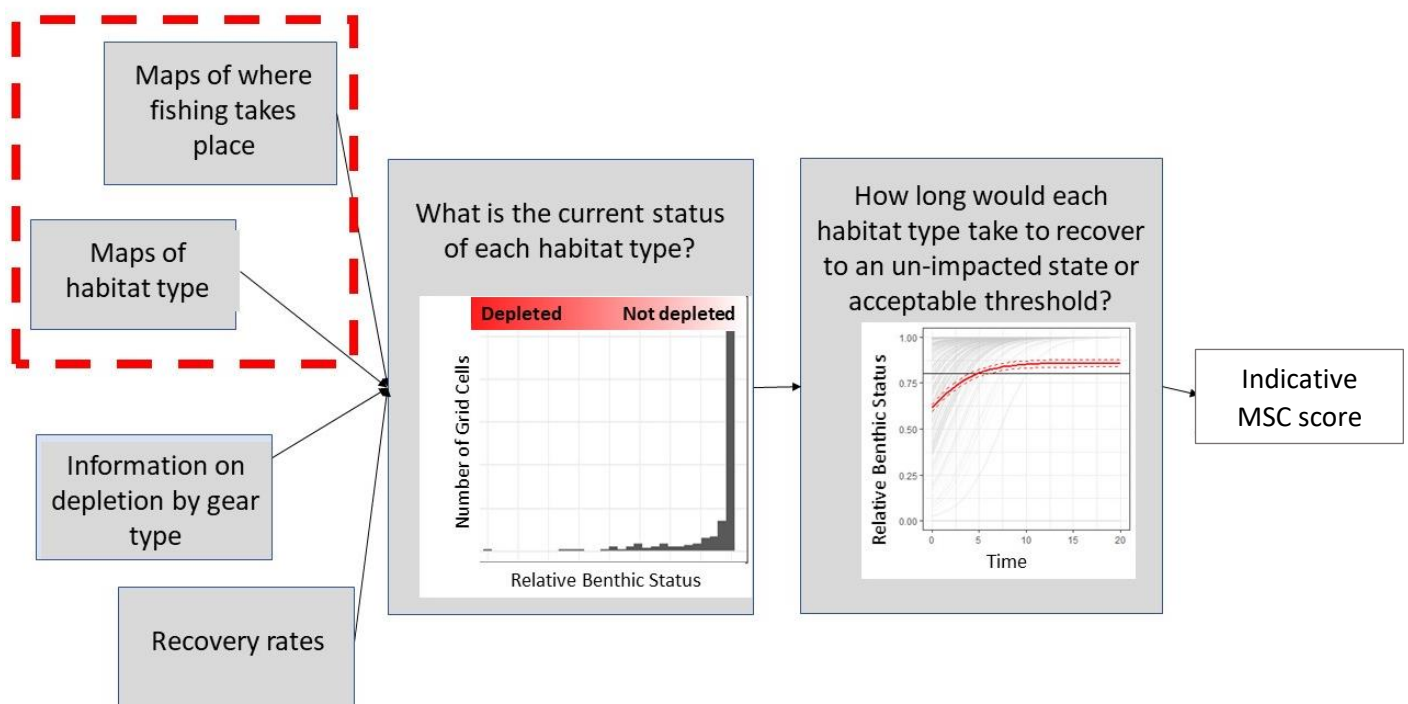 Maps of where
fishing takes
place
Maps of
habitat type
Information on
depletion by gear
type
Recovery rates
What is the current status
of each habitat type?
Depleted Not depleted
Number of Grid Cells
Relative Benthic Status
How long would each
habitat type take to recover
to an un-impacted state or
acceptable threshold?
1.00
0.75
0.50
0.25
0.00
Relative Benthic Status
0 5 10 15 20
Time
Indicative
MSC score